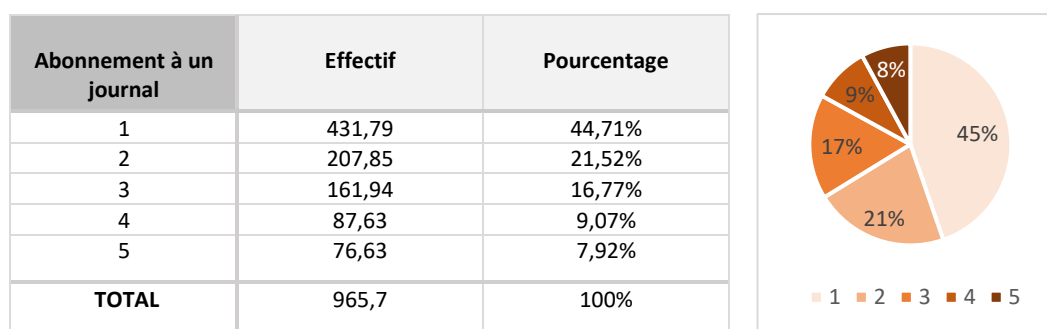 Abonnement à un journal Effectif Pourcentage
1 431,79 44,71%
2 207,85 21,52%
3 161,94 16,77%
4 87,63 9,07%
5 76,63 7,92%
TOTAL 965,7 100%
45%
21%
17%
9%
8%
1 2 3 4 5